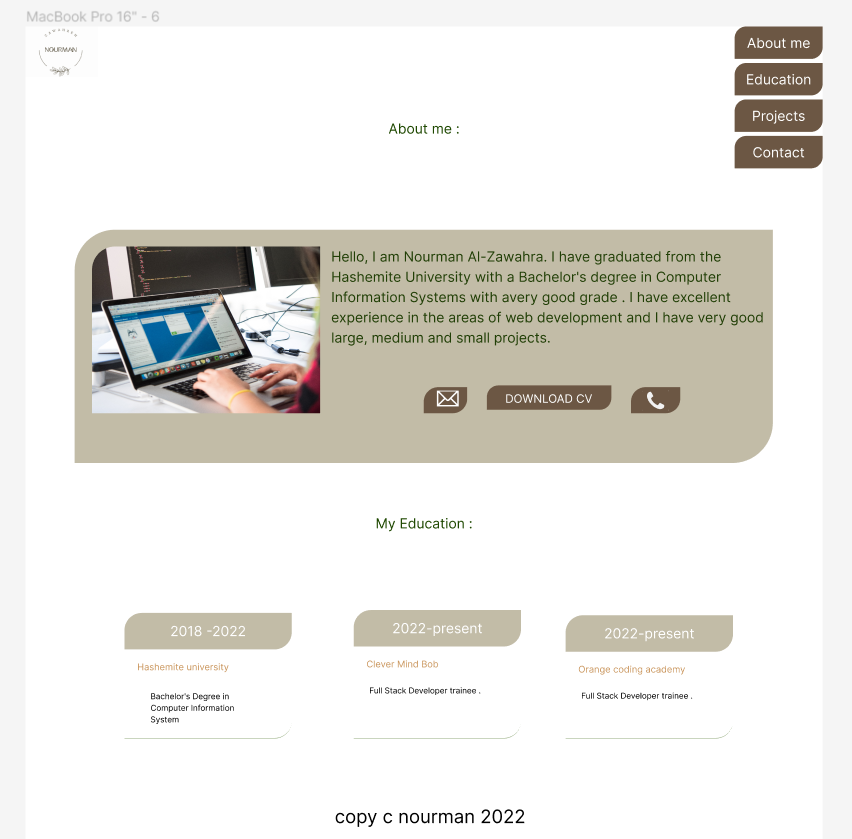 MacBook Pro 16" - 6
ZAWAHREH
NOURMAN
About me
Education
Projects
Contact
About me :
Hello, I am Nourman Al-Zawahra. I have graduated from the
Hashemite University with a Bachelor's degree in Computer
Information Systems with avery good grade . I have excellent
experience in the areas of web development and I have very good
large, medium and small projects.
DOWNLOAD CV
My Education :
2018 -2022
Hashemite university
Bachelor's Degree in
Computer Information
System
2022-present
Clever Mind Bob
Full Stack Developer trainee .
2022-present
Orange coding academy
Full Stack Developer trainee .
copy c nourman 2022